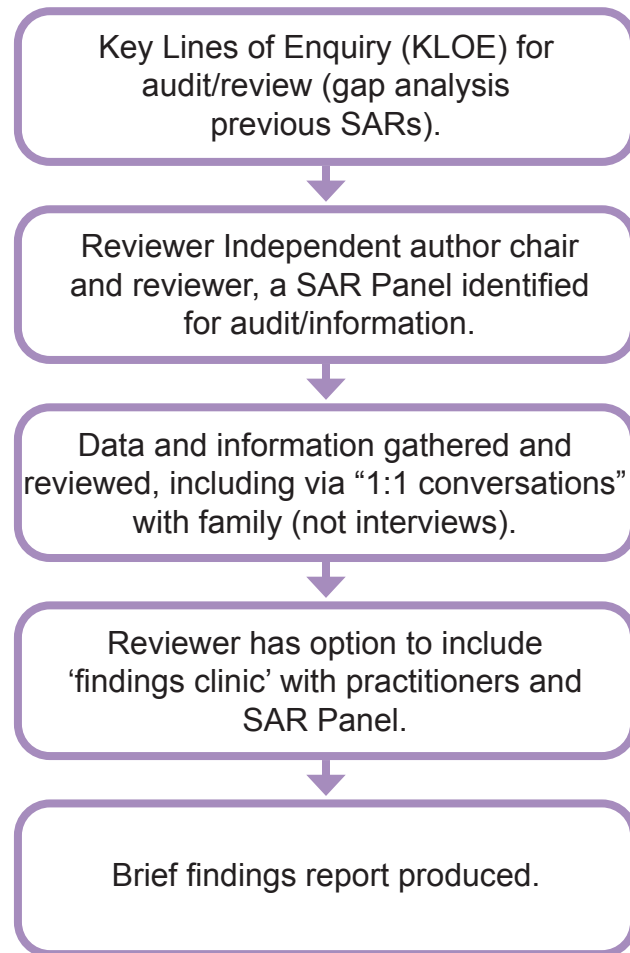 Key Lines of Enquiry (KLOE) for
audit/review (gap analysis
previous SARs).
Reviewer Independent author chair
and reviewer, a SAR Panel identified
for audit/information.
Data and information gathered and
reviewed, including via “1:1 conversations”
with family (not interviews).
Reviewer has option to include
‘findings clinic’ with practitioners and
SAR Panel.
Brief findings report produced.